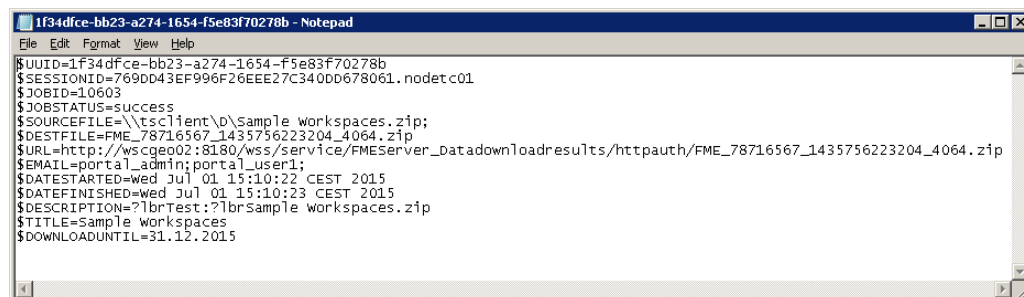 1f34dfce-bb23-a274-1654-f5e83f70278b - Notepad
File Edit Format View Help
$UUID=1f34dfce-bb23-a274-1654-f5e83f70278b
$SESSIONID=769DD43EF996F26EEE27C340DD678061.nodetc01
$JOBID=10603
$JOBSTATUS=success
$SOURCEFILE=\\tsclient\D\Sample Workspaces.zip;
$DESTFILE=FME_78716567_1435756223204_4064.zip
$URL=http://wscgeo02:8180/wss/service/FMEServer_Datadownloadresults/httpauth/FME_78716567_1435756223204_4064.zip
$EMAIL=portal_admin;portal_user1;
$DATESTARTED=Wed Jul 01 15:10:22 CEST 2015
$DATEFINISHED=Wed Jul 01 15:10:23 CEST 2015
$DESCRIPTION=?lbrTest:?lbrSample Workspaces.zip
$TITLE=Sample Workspaces
$DOWNLOADUNTIL=31.12.2015